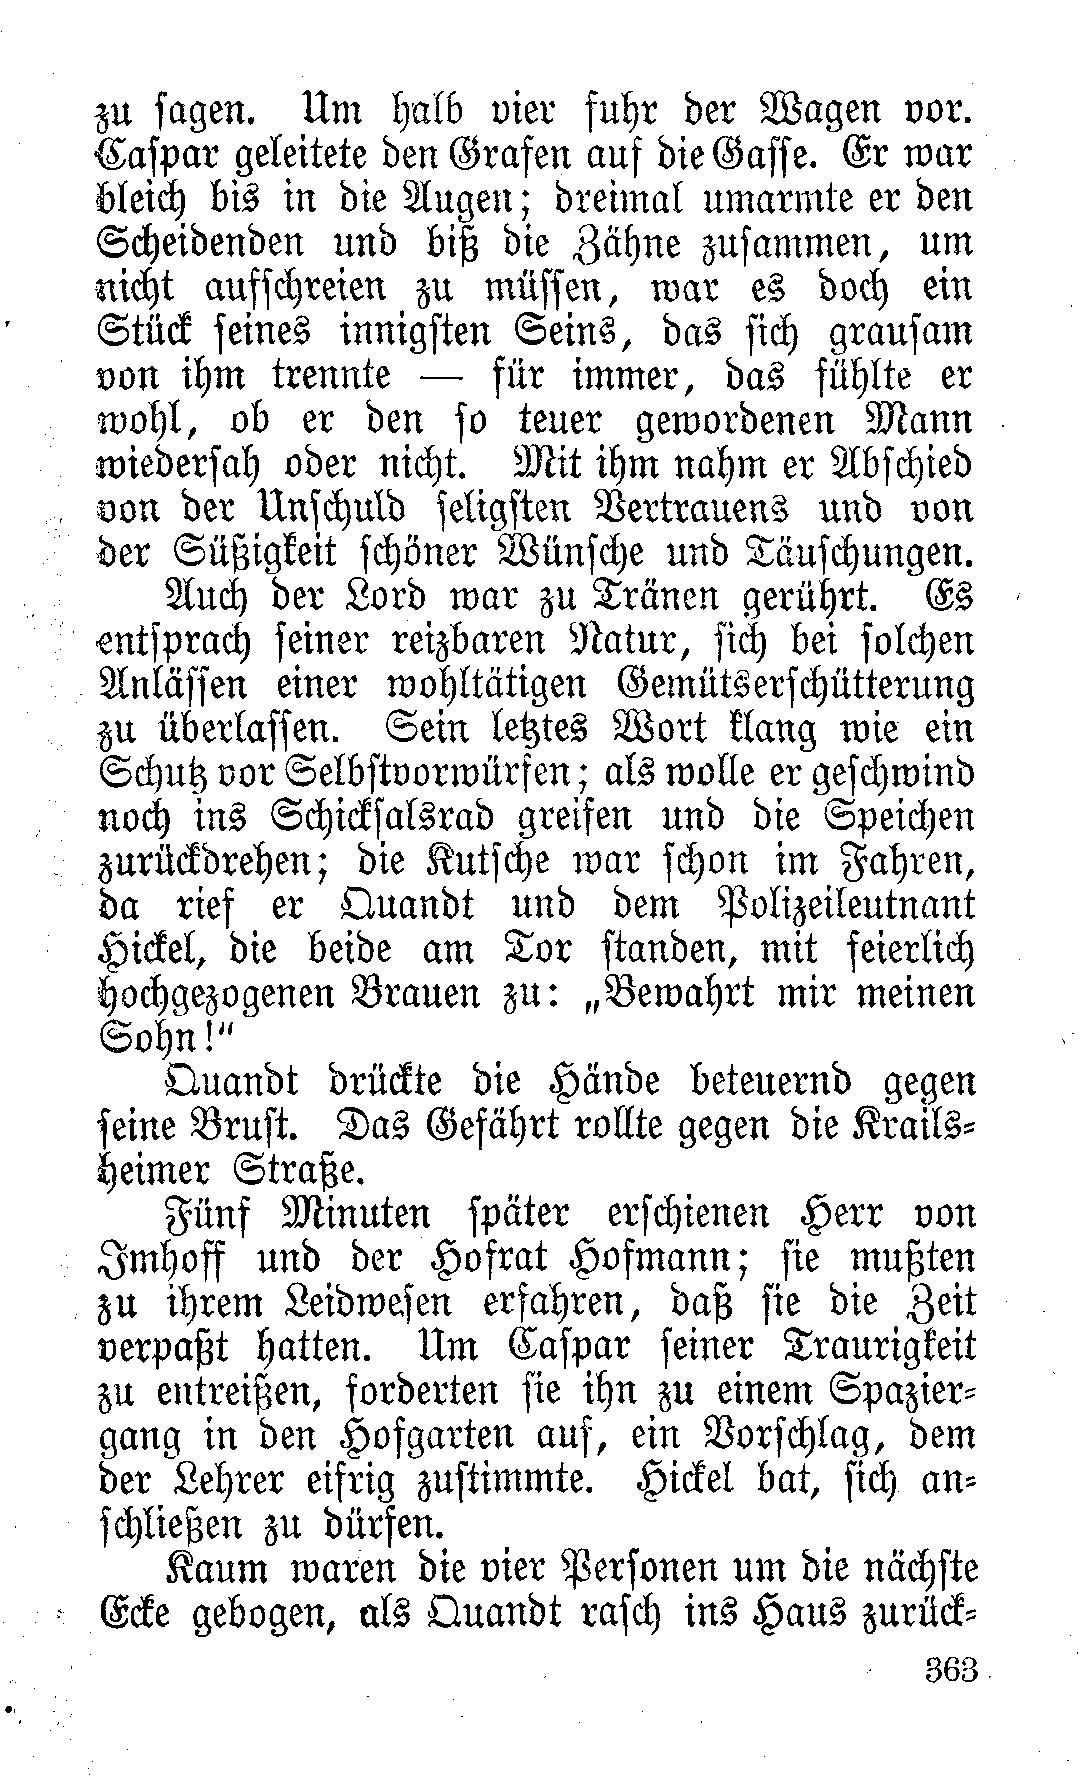 zu sagen. Um halb vier fuhr der Wagen vor.
Caspar geleitete den Grafen auf die Gasse. Er war
bleich bis in die Augen; dreimal umarmte er den
Scheidenden und biß die Zähne zusammen, um
nicht aufschreien zu müssen, war es doch ein
Stück seines innigsten Seins, das sich grausam
von ihm trennte — für immer, das fühlte er
wohl, ob er den so teuer gewordenen Mann
wiedersah oder nicht. Mit ihm nahm er Abschied
von der Unschuld seligsten Vertrauens und von
der Süßigkeit schöner Wünsche und Täuschungen.
Auch der Lord war zu Tränen gerührt. Es
entsprach seiner reizbaren Natur, sich bei solchen
Anlässen einer wohltätigen Gemütserschütterung
zu überlassen. Sein letztes Wort klang wie ein
Schutz vor Selbstvorwürfen; als wolle er geschwind
noch ins Schicksalsrad greifen und die Speichen
zurückdrehen; die Kutsche war schon im Fahren,
da rief er Quandt und dem Polizeileutnant
Hickel, die beide am Tor standen, mit feierlich
hochgezogenen Brauen zu: „Bewahrt mir meinen
Sohn!“
Quandt drückte die Hände beteuernd gegen
seine Brust. Das Gefährt rollte gegen die Krails-
heimer Straße.
Fünf Minuten später erschienen Herr von
Imhoff und der Hofrat Hofmann; sie mußten
zu ihrem Leidwesen erfahren, daß sie die Zeit
verpaßt hatten. Um Caspar seiner Traurigkeit
zu entreißen, forderten sie ihn zu einem Spazier-
gang in den Hofgarten auf, ein Vorschlag, dem
der Lehrer eifrig zustimmte. Hickel bat, sich an-
schließen zu dürfen.
Kaum waren die vier Personen um die nächste
Ecke gebogen, als Quandt rasch ins Haus zurück-
363